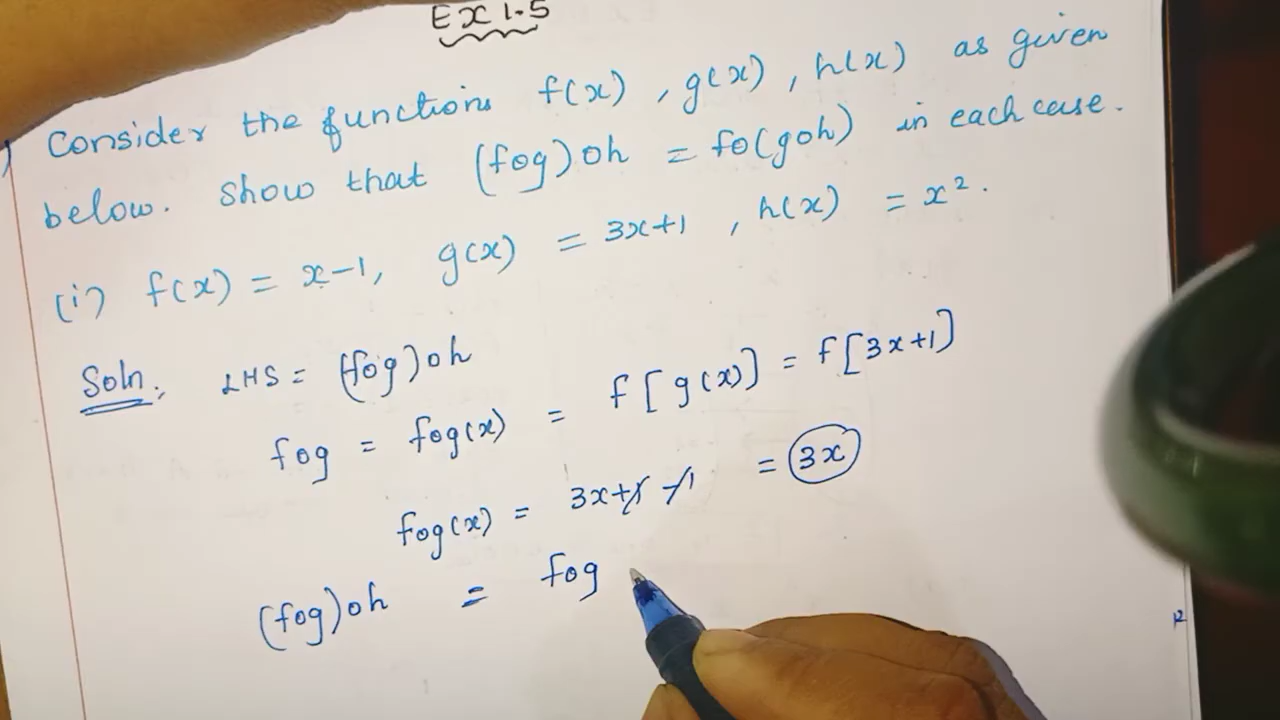 Ex 1.5
Consider the functions f(x), g(x), h(x) as given
below. Show that (fog)oh = fo(goh) in each case.
(i) f(x) = x-1, g(x) = 3x+1, h(x) = x².
Soln, LHS = (fog)oh
fog = fog(x) = f[g(x)] = f[3x+1]
fog(x) = 3x+1-1 = 3x
(fog)oh = fog